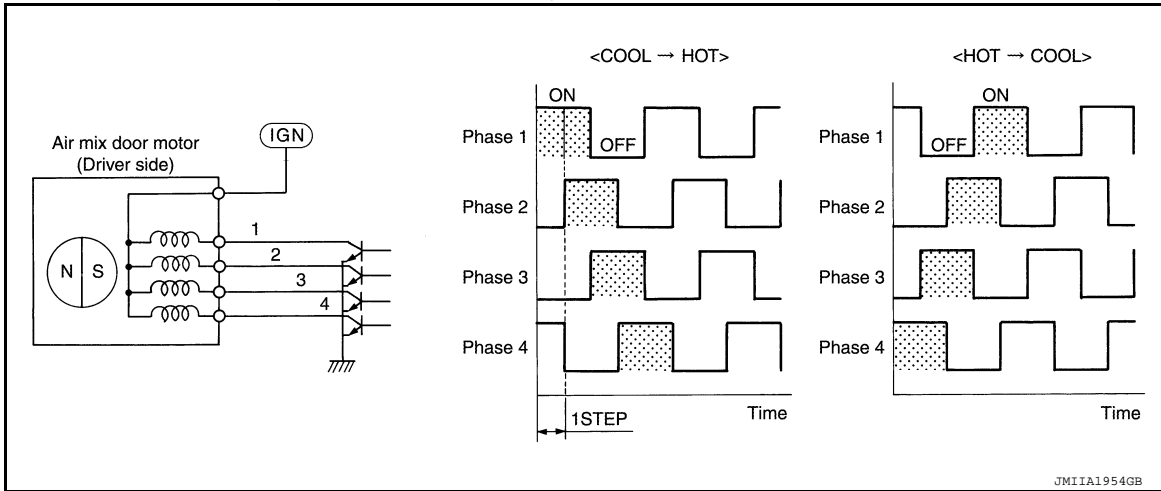 Air mix door motor
(Driver side)
IGN
N S
1
2
3
4
<COOL → HOT>
ON
Phase 1
OFF
Phase 2
Phase 3
Phase 4
Time
1STEP
<HOT → COOL>
ON
Phase 1
OFF
Phase 2
Phase 3
Phase 4
Time
JMIIA1954GB